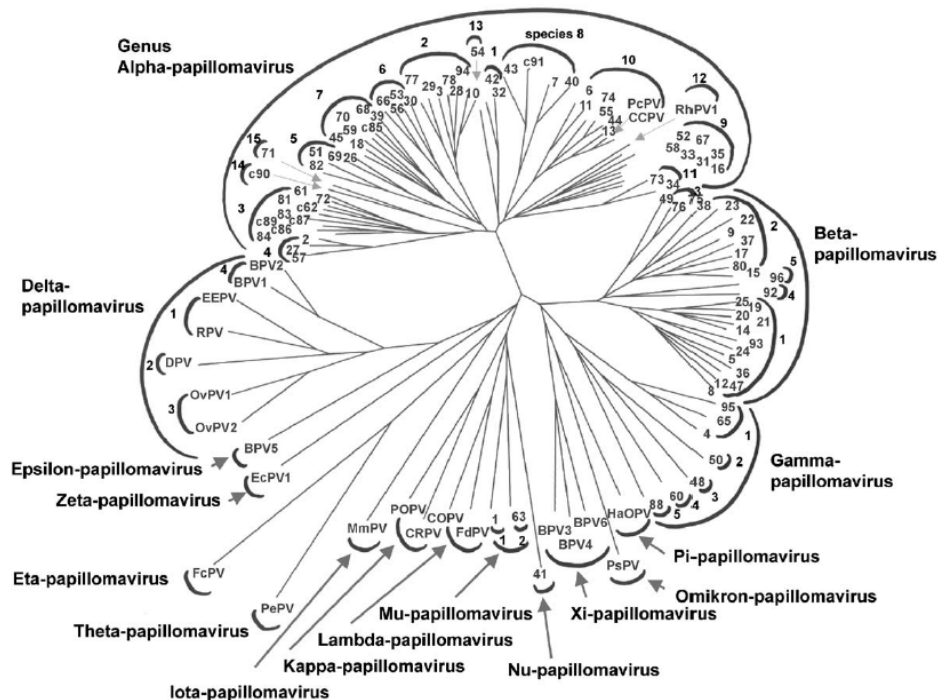 Genus
Alpha-papillomavirus
13
54
2
1
species 8
c91
43
42
32
7
40
10
6
11
74
55
44
13
PcPV
CCPV
12
RhPV1
9
52
67
58
33
31
35
16
11
73
34
6
77
94
29
3
78
28
10
7
68
66
53
56
30
70
39
59
c85
45
18
5
51
82
69
26
15
71
14
c90
3
61
81
72
83
c62
c89
c87
84
c86
4
2
27
57
Delta-
papillomavirus
4
BPV2
BPV1
1
EEPV
RPV
2
DPV
3
OvPV1
OvPV2
Beta-
papillomavirus
3
49
75
76
38
23
22
2
9
37
17
80
15
5
96
92
4
25
19
20
21
14
93
1
24
5
36
12
8
47
Gamma-
papillomavirus
95
65
4
1
50
2
48
3
60
4
88
5
Epsilon-papillomavirus
BPV5
Zeta-papillomavirus
EcPV1
Eta-papillomavirus
FcPV
Theta-papillomavirus
PePV
Iota-papillomavirus
MmPV
Kappa-papillomavirus
POPV
CRPV
Lambda-papillomavirus
COPV
FdPV
Mu-papillomavirus
1
63
1
2
Nu-papillomavirus
41
Xi-papillomavirus
BPV3
BPV6
BPV4
Omikron-papillomavirus
PsPV
Pi-papillomavirus
HaOPV